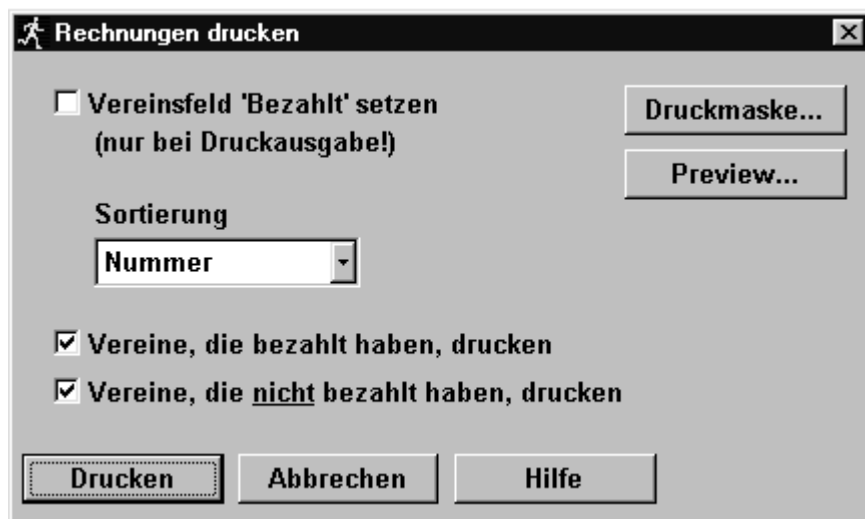 Rechnungen drucken
Vereinsfeld 'Bezahlt' setzen
(nur bei Druckausgabe!)
Druckmaske...
Preview...
Sortierung
Nummer
Vereine, die bezahlt haben, drucken
Vereine, die nicht bezahlt haben, drucken
Drucken
Abbrechen
Hilfe